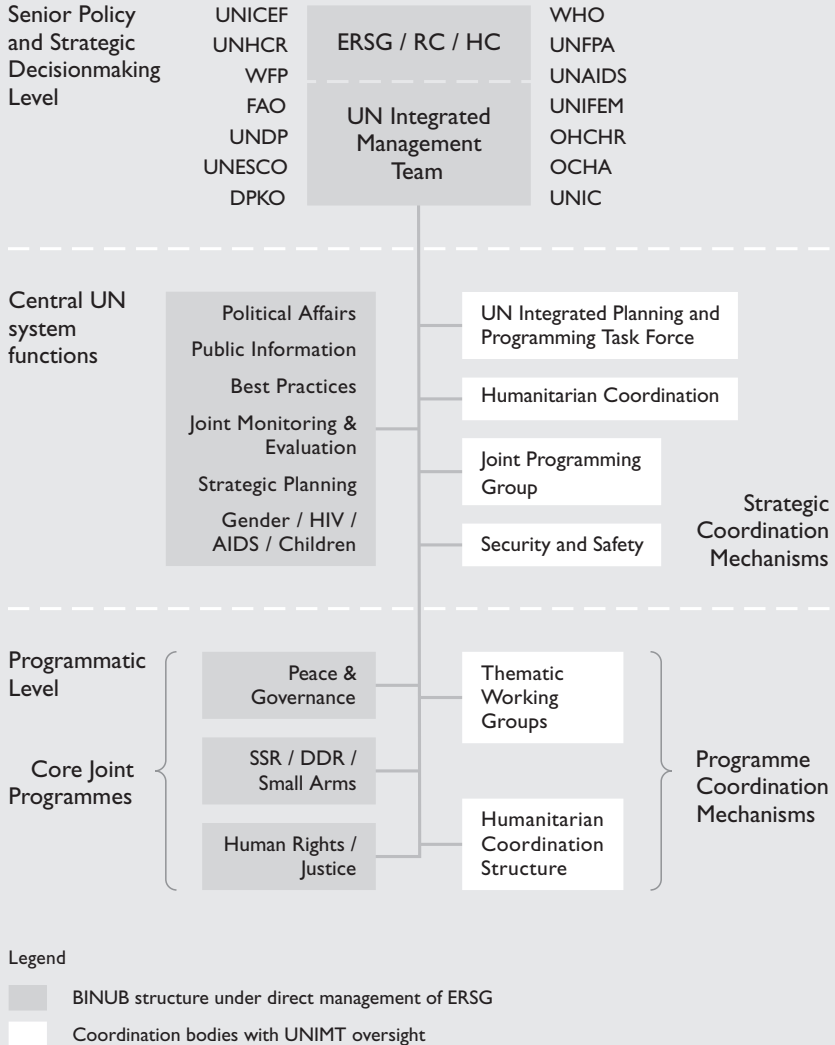 Senior Policy
and Strategic
Decisionmaking
Level
UNICEF
UNHCR
WFP
FAO
UNDP
UNESCO
DPKO
ERSG / RC / HC
UN Integrated
Management
Team
WHO
UNFPA
UNAIDS
UNIFEM
OHCHR
OCHA
UNIC
Central UN
system
functions
Political Affairs
Public Information
Best Practices
Joint Monitoring &
Evaluation
Strategic Planning
Gender / HIV /
AIDS / Children
UN Integrated Planning and
Programming Task Force
Humanitarian Coordination
Joint Programming
Group
Security and Safety
Strategic
Coordination
Mechanisms
Programmatic
Level
Core Joint
Programmes
Peace &
Governance
SSR / DDR /
Small Arms
Human Rights /
Justice
Thematic
Working
Groups
Humanitarian
Coordination
Structure
Programme
Coordination
Mechanisms
Legend
BINUB structure under direct management of ERSG
Coordination bodies with UNIMT oversight